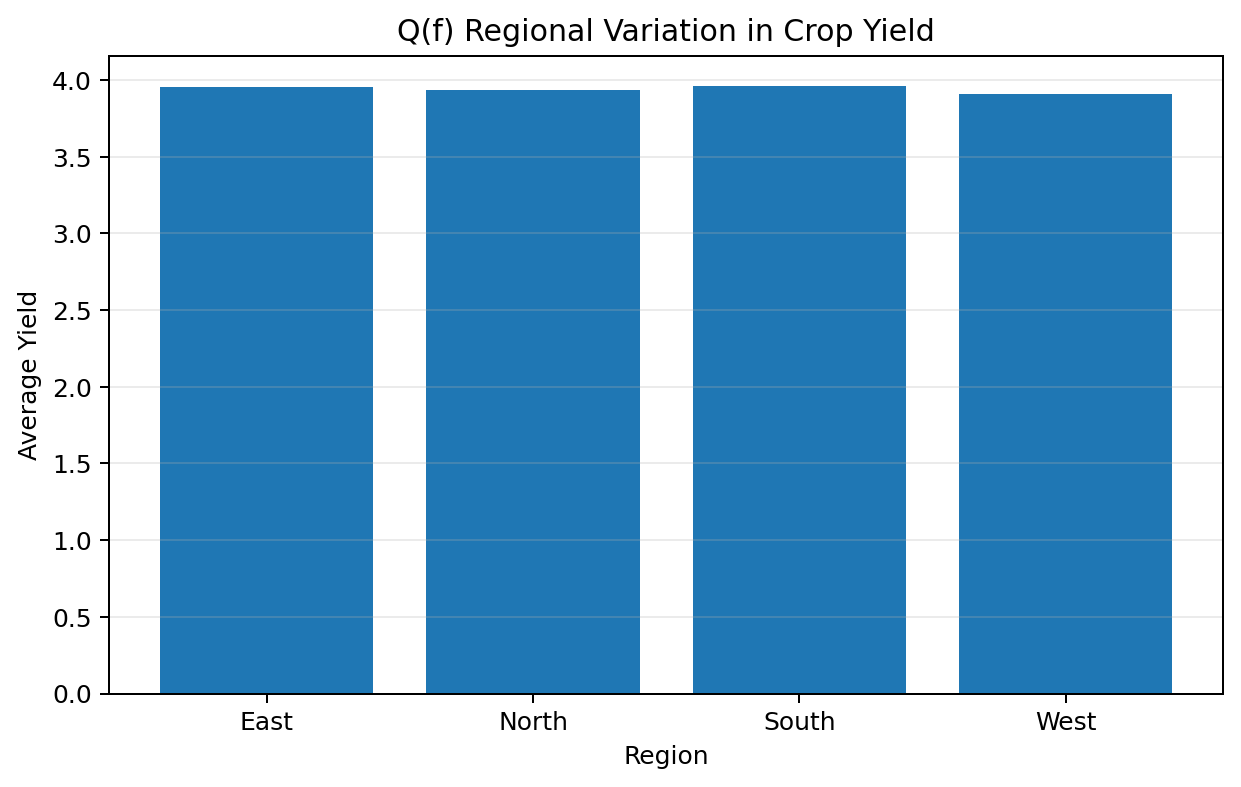 Q(f) Regional Variation in Crop Yield
Average Yield
4.0
3.5
3.0
2.5
2.0
1.5
1.0
0.5
0.0
East North South West
Region